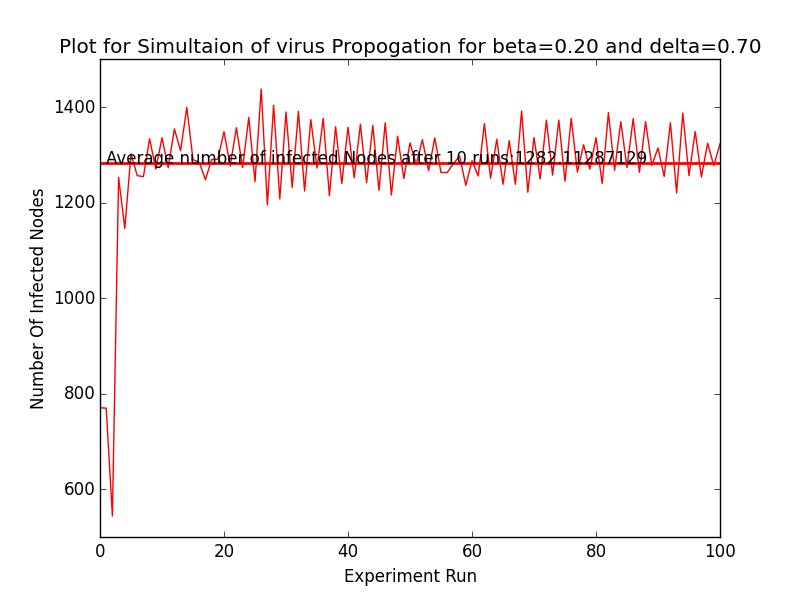 Plot for Simultaion of virus Propogation for beta=0.20 and delta=0.70
1400
Average number of infected Nodes after 10 runs:1282.11287129
1200
1000
800
600
Number Of Infected Nodes
0 20 40 60 80 100
Experiment Run